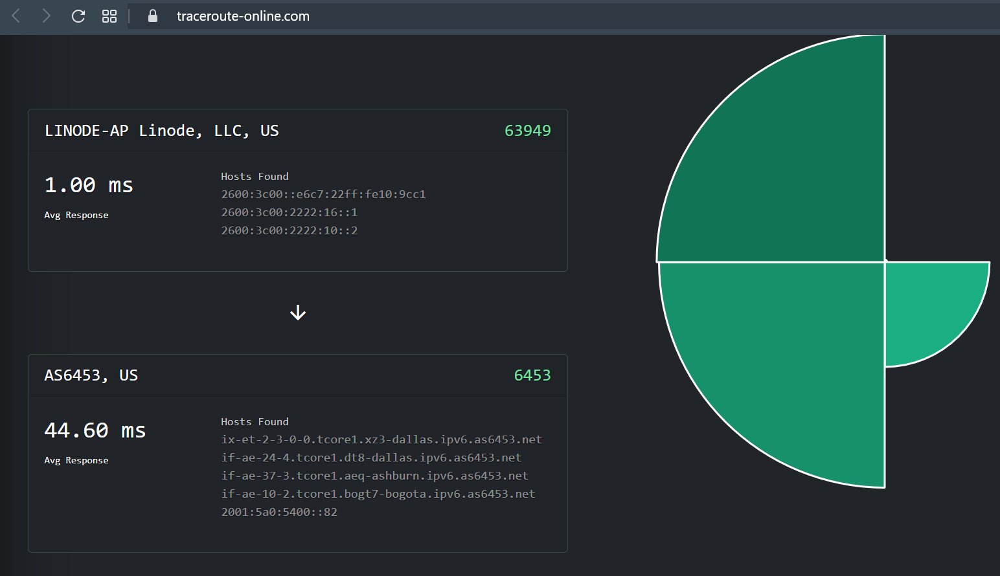 traceroute-online.com
LINODE-AP Linode, LLC, US 63949
1.00 ms
Avg Response
Hosts Found
2600:3c00::e6c7:22ff:fe10:9cc1
2600:3c00:2222:16::1
2600:3c00:2222:10::2
AS6453, US 6453
44.60 ms
Avg Response
Hosts Found
ix-et-2-3-0-0.tcore1.xz3-dallas.ipv6.as6453.net
if-ae-24-4.tcore1.dt8-dallas.ipv6.as6453.net
if-ae-37-3.tcore1.aeq-ashburn.ipv6.as6453.net
if-ae-10-2.tcore1.bogt7-bogota.ipv6.as6453.net
2001:5a0:5400::82